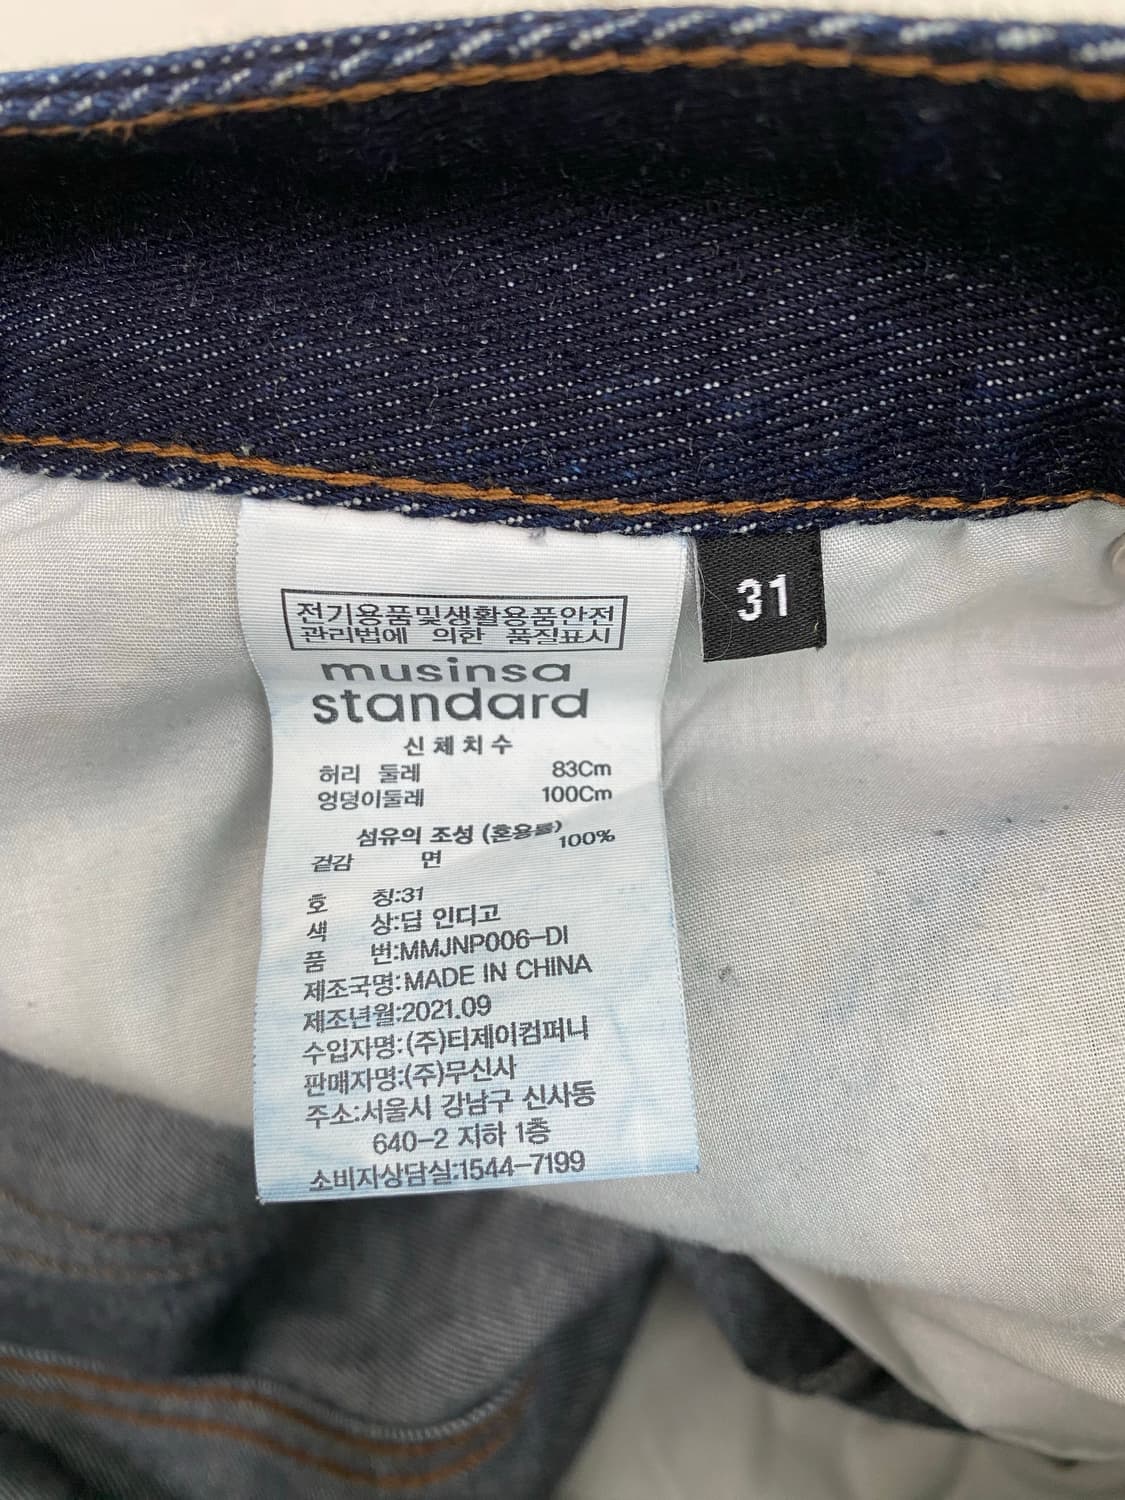 전기용품및생활용품안전
관리법에 의한 품질표시
musinsa
standard
신체치수
허리 둘레 83Cm
엉덩이둘레 100Cm
섬유의 조성 (혼용률)
겉감 면 100%
호 칭:31
색 상:딥 인디고
품 번:MMJNP006-DI
제조국명:MADE IN CHINA
제조년월:2021.09
수입자명:(주)티제이컴퍼니
판매자명:(주)무신사
주소:서울시 강남구 신사동
640-2 지하 1층
소비자상담실:1544-7199
31